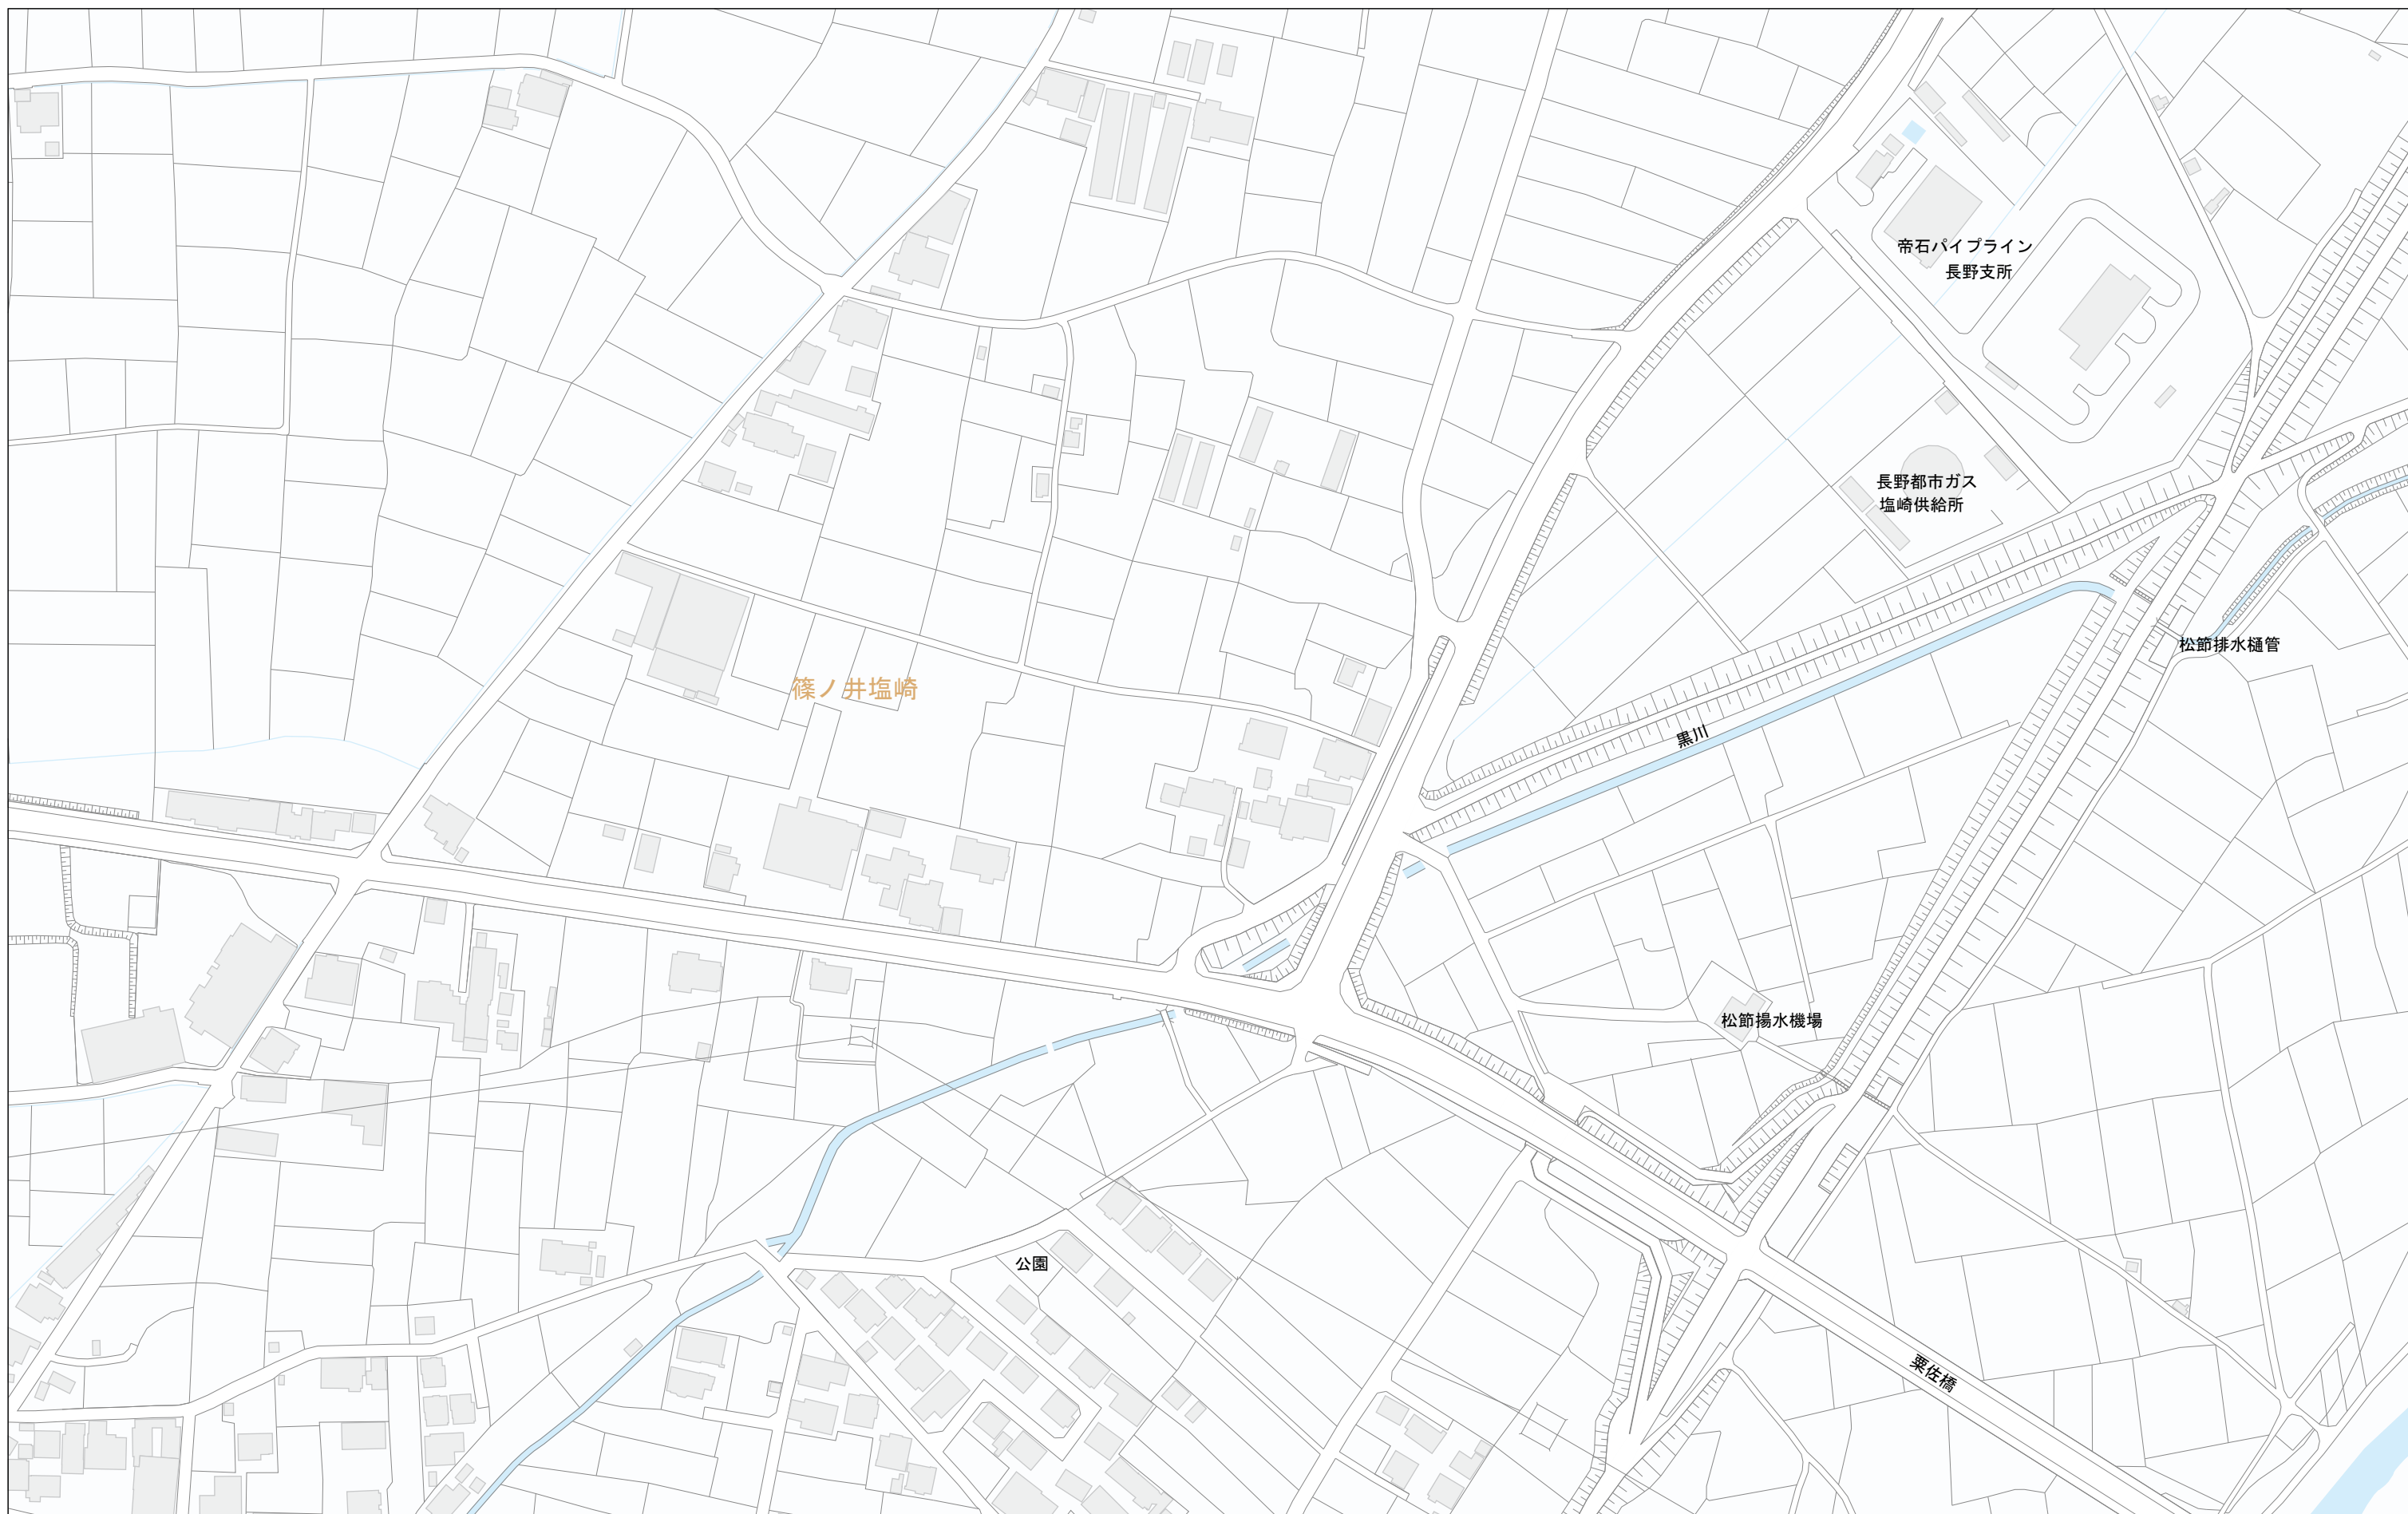 帝石パイプライン
長野支所
長野都市ガス
塩崎供給所
松節排水樋管
篠ノ井塩崎
黒川
松節揚水機場
公園
粟佐橋